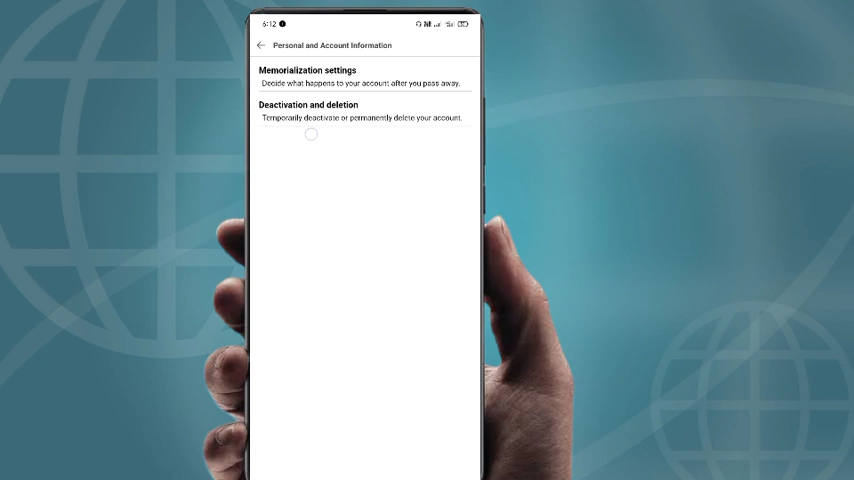 6:12
Personal and Account Information
Memorialization settings
Decide what happens to your account after you pass away.
Deactivation and deletion
Temporarily deactivate or permanently delete your account.